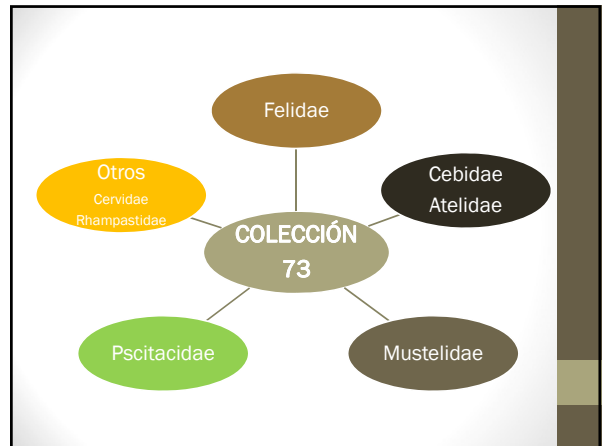 Felidae
Otros
Cervidae
Rhampastidae
Cebidae
Atelidae
COLECCIÓN
73
Pscitacidae
Mustelidae